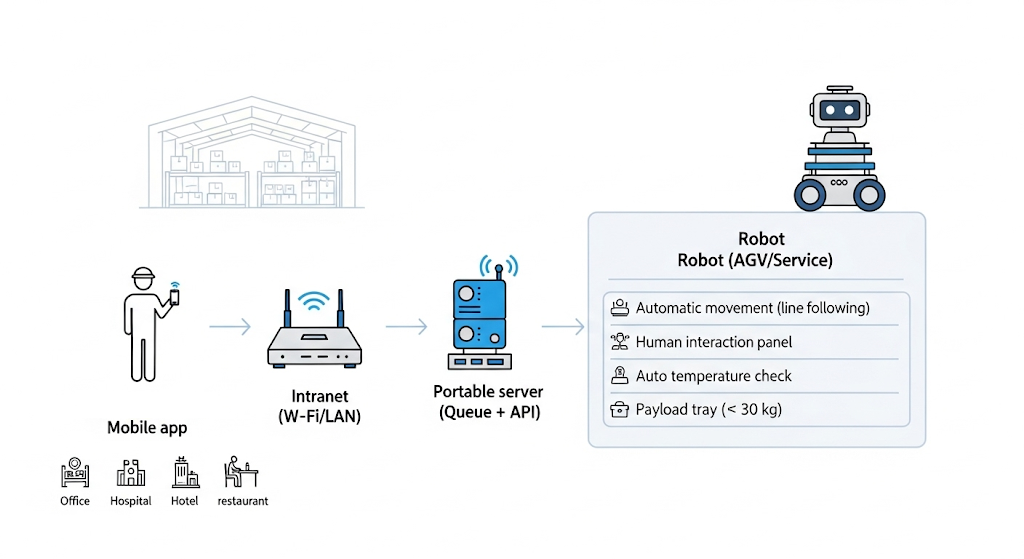 Robot
Robot (AGV/Service)
Automatic movement (line following)
Human interaction panel
Auto temperature check
Payload tray (< 30 kg)
Mobile app
Intranet
(W-Fi/LAN)
Portable server
(Queue + API)
Office
Hospital
Hotel
restaurant